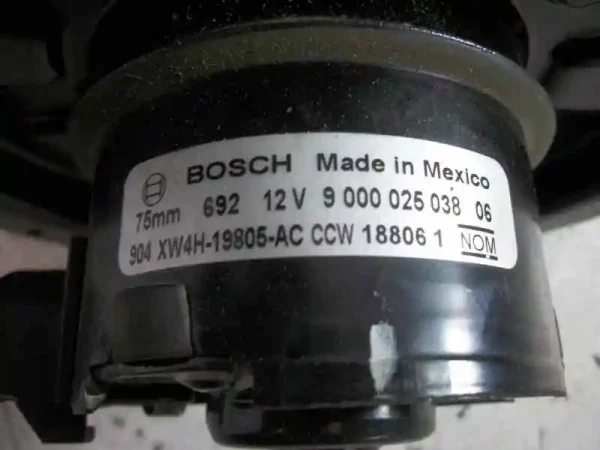 BOSCH Made in Mexico
75mm 692 12 V 9 000 025 038 06
904 XW4H-19805-AC CCW 18806 1 NOM